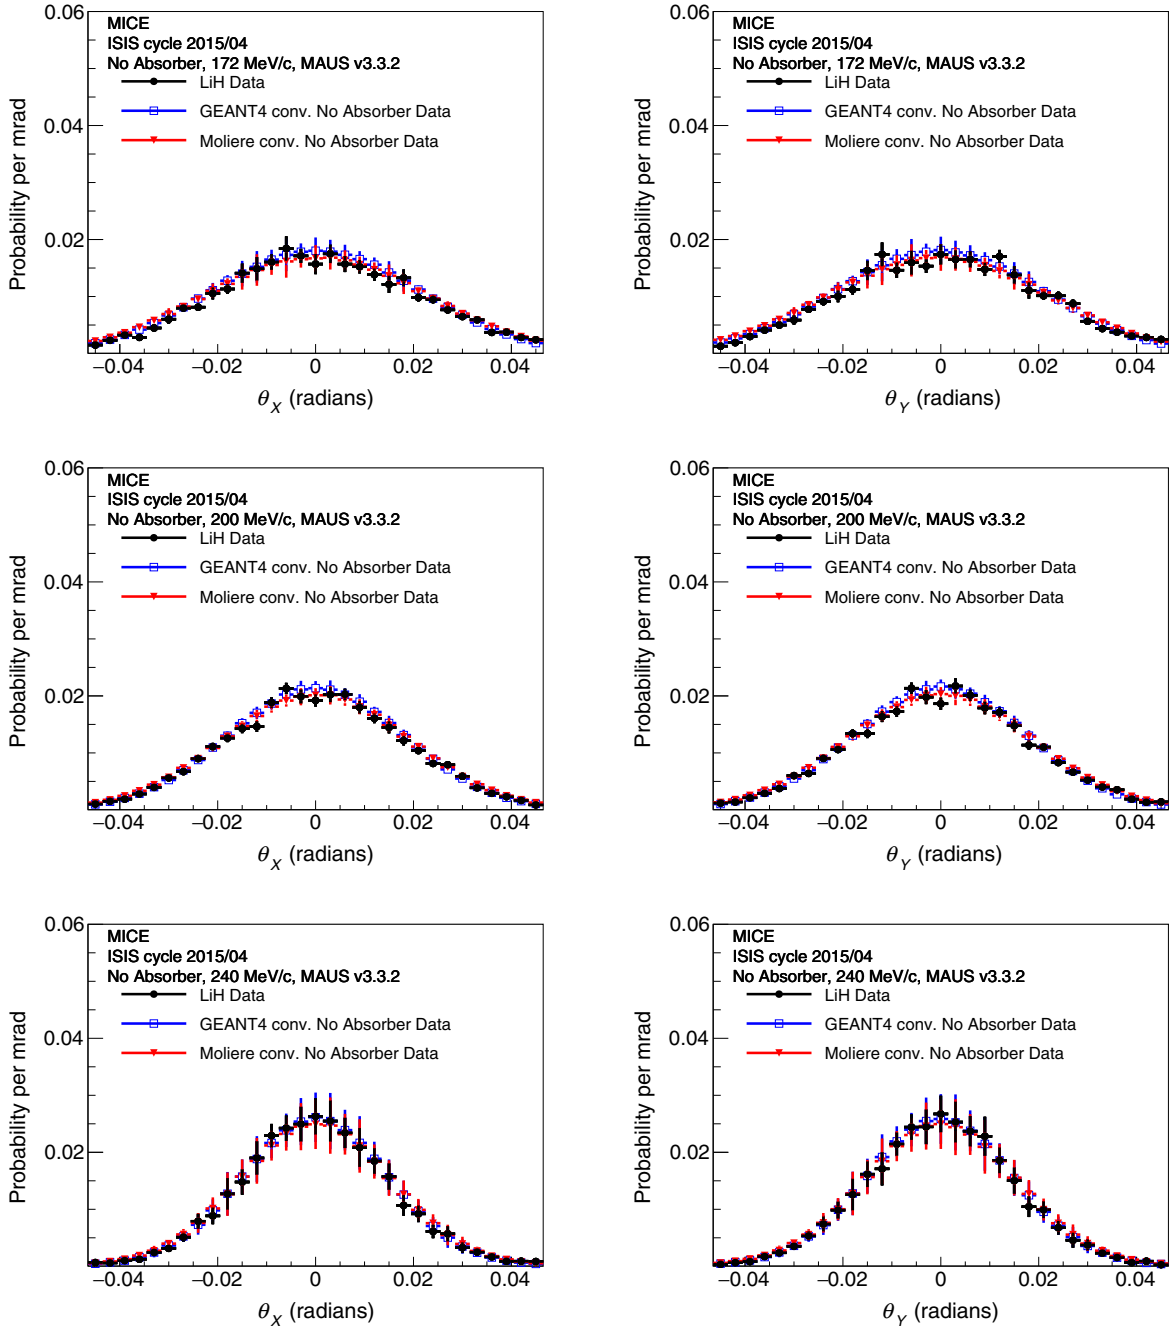 0.06
MICE
ISIS cycle 2015/04
No Absorber, 172 MeV/c, MAUS v3.3.2
LiH Data
GEANT4 conv. No Absorber Data
Moliere conv. No Absorber Data
0.04
0.02
Probability per mrad
−0.04 −0.02 0 0.02 0.04
θX (radians)
0.06
MICE
ISIS cycle 2015/04
No Absorber, 172 MeV/c, MAUS v3.3.2
LiH Data
GEANT4 conv. No Absorber Data
Moliere conv. No Absorber Data
0.04
0.02
Probability per mrad
−0.04 −0.02 0 0.02 0.04
θY (radians)
0.06
MICE
ISIS cycle 2015/04
No Absorber, 200 MeV/c, MAUS v3.3.2
LiH Data
GEANT4 conv. No Absorber Data
Moliere conv. No Absorber Data
0.04
0.02
Probability per mrad
−0.04 −0.02 0 0.02 0.04
θX (radians)
0.06
MICE
ISIS cycle 2015/04
No Absorber, 200 MeV/c, MAUS v3.3.2
LiH Data
GEANT4 conv. No Absorber Data
Moliere conv. No Absorber Data
0.04
0.02
Probability per mrad
−0.04 −0.02 0 0.02 0.04
θY (radians)
0.06
MICE
ISIS cycle 2015/04
No Absorber, 240 MeV/c, MAUS v3.3.2
LiH Data
GEANT4 conv. No Absorber Data
Moliere conv. No Absorber Data
0.04
0.02
Probability per mrad
−0.04 −0.02 0 0.02 0.04
θX (radians)
0.06
MICE
ISIS cycle 2015/04
No Absorber, 240 MeV/c, MAUS v3.3.2
LiH Data
GEANT4 conv. No Absorber Data
Moliere conv. No Absorber Data
0.04
0.02
Probability per mrad
−0.04 −0.02 0 0.02 0.04
θY (radians)